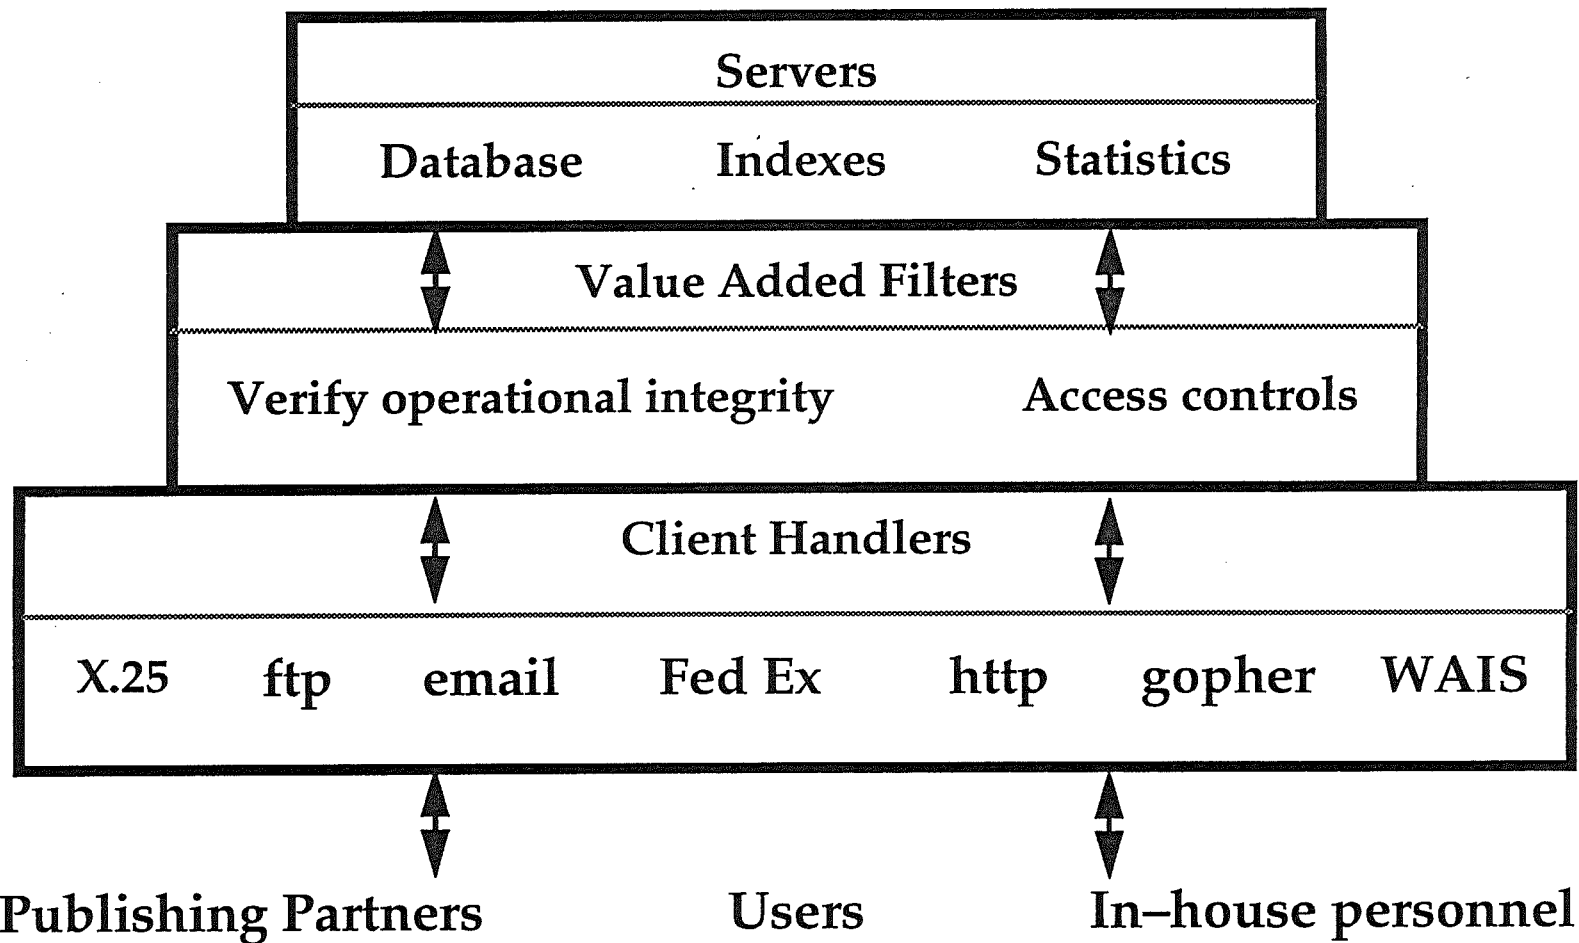 Servers
Database Indexes Statistics
Value Added Filters
Verify operational integrity Access controls
Client Handlers
X.25 ftp email Fed Ex http gopher WAIS
Publishing Partners Users In–house personnel